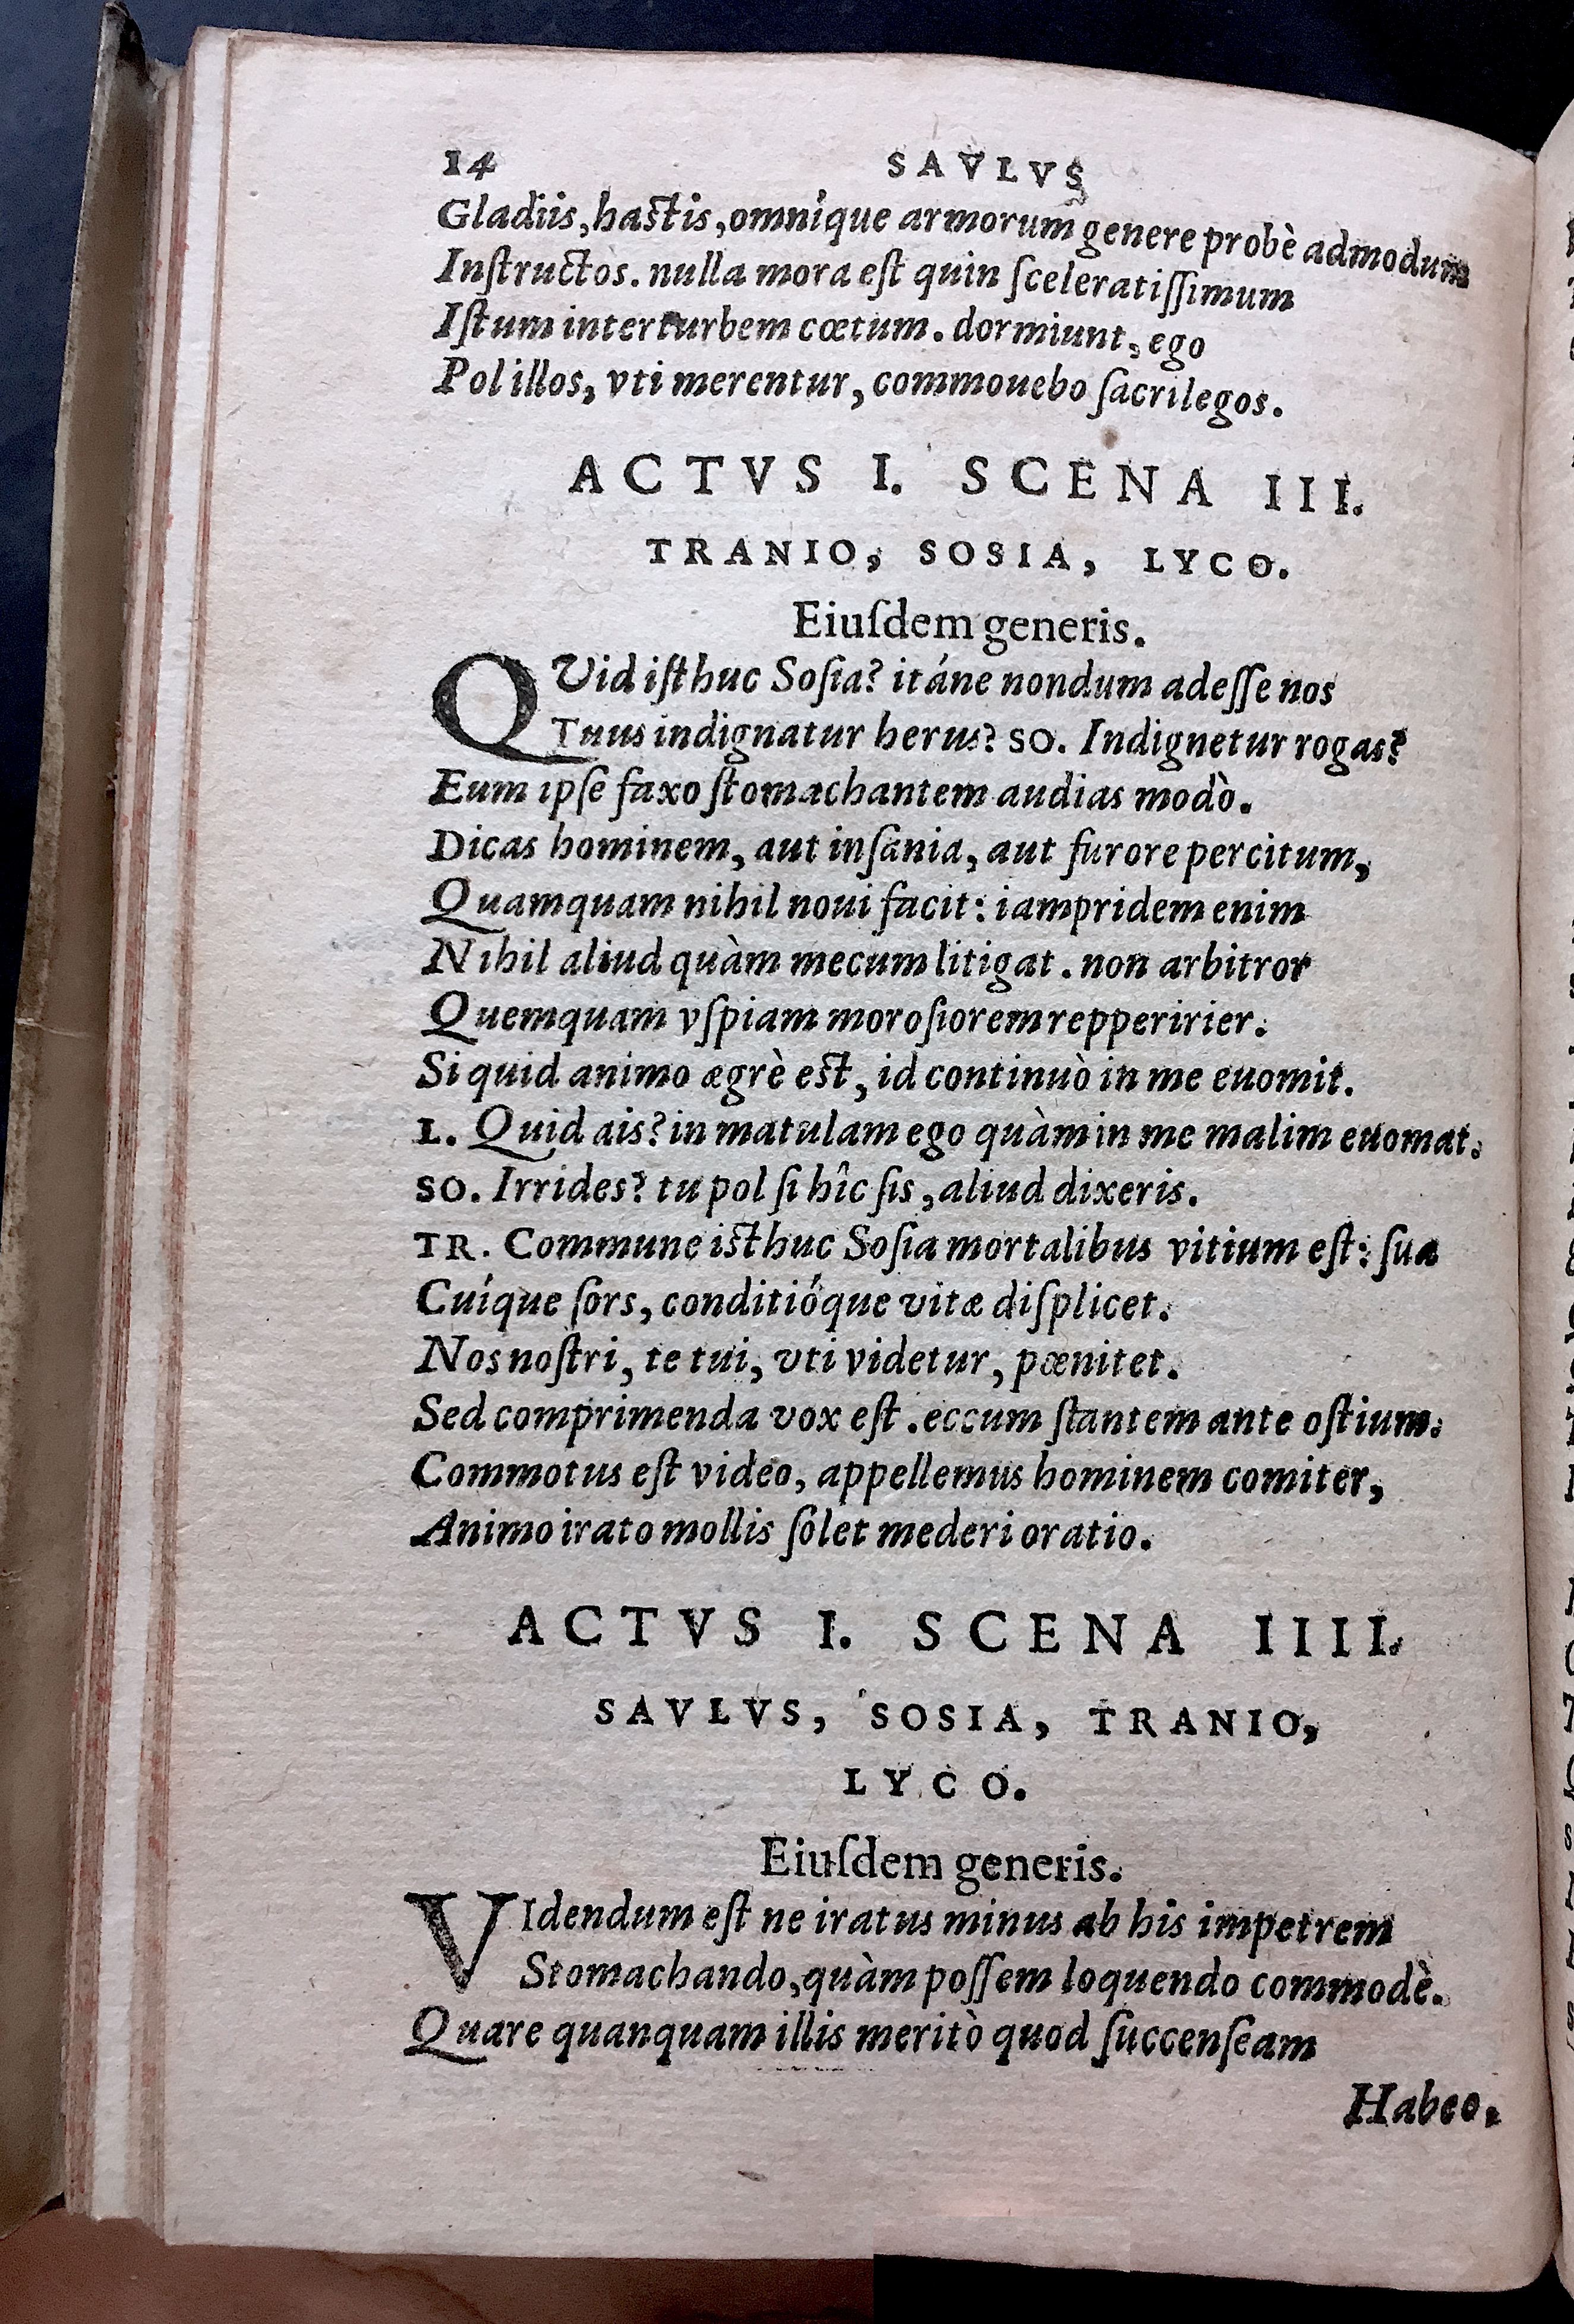 14 SAVLVS
Gladiis, hastis, omníque armorum genere probè admodum
Inſtructos. nulla mora eſt quin ſceleratiſſimum
Iſtum interturbem cœtum. dormiunt, ego
Pol illos, vti merentur, commouebo ſacrilegos.
ACTVS I. SCENA III.
TRANIO, SOSIA, LYCO.
Eiuſdem generis.
QVid iſthuc Soſia? itáne nondum adeſſe nos
Tuus indignatur herus? SO. Indignetur rogas?
Eum ipſe faxo ſtomachantem audias modò.
Dicas hominem, aut inſania, aut furore percitum,
Quamquam nihil noui facit: iampridem enim
Nihil aliud quàm mecum litigat. non arbitror
Quemquam vſpiam moroſiorem repperirier.
Si quid animo ægrè est, id continuò in me euomit.
L. Quid ais? in matulam ego quàm in me malim euomat.
SO. Irrides? tu pol ſi hîc ſis, aliud dixeris.
TR. Commune isthuc Soſia mortalibus vitium eſt: ſua
Cuíque ſors, conditióque vitæ diſplicet.
Nos noſtri, te tui, vti videtur, pœnitet.
Sed comprimenda vox eſt. eccum ſtantem ante oſtium.
Commotus eſt video, appellemus hominem comiter,
Animo irato mollis ſolet mederi oratio.
ACTVS I. SCENA IIII.
SAVLVS, SOSIA, TRANIO,
LYCO.
Eiuſdem generis.
VIdendum eſt ne iratus minus ab his impetrem
Stomachando, quàm poſſem loquendo commodè.
Quare quanquam illis meritò quod ſuccenſeam
Habeo,